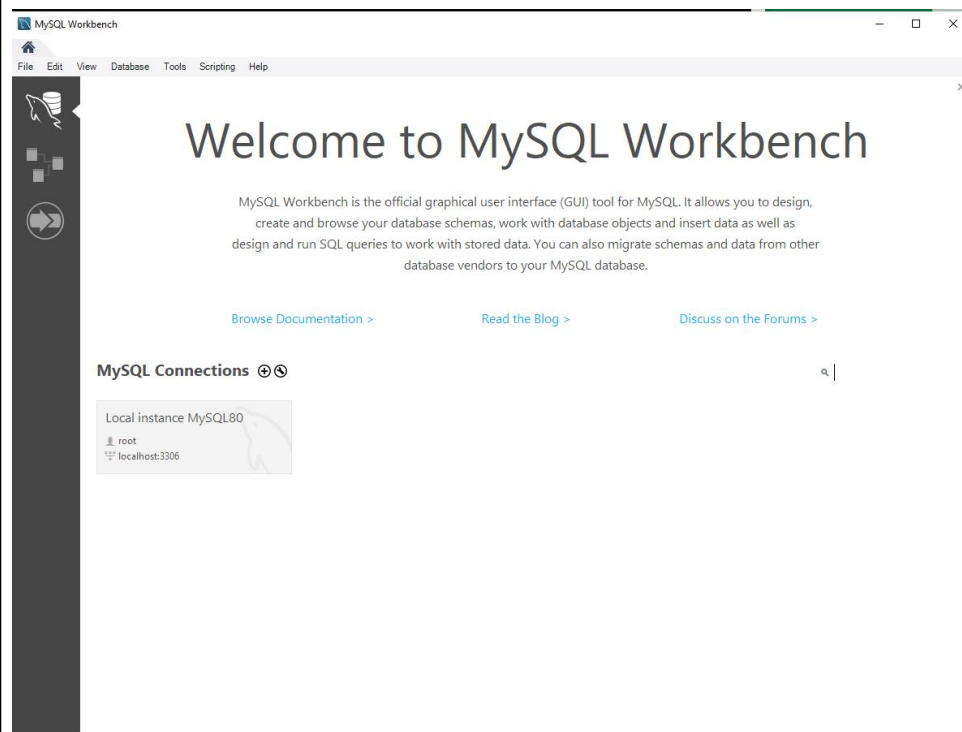 MySQL Workbench
File Edit View Database Tools Scripting Help
Welcome to MySQL Workbench
MySQL Workbench is the official graphical user interface (GUI) tool for MySQL. It allows you to design,
create and browse your database schemas, work with database objects and insert data as well as
design and run SQL queries to work with stored data. You can also migrate schemas and data from other
database vendors to your MySQL database.
Browse Documentation > Read the Blog > Discuss on the Forums >
MySQL Connections
Local instance MySQL80
root
localhost:3306